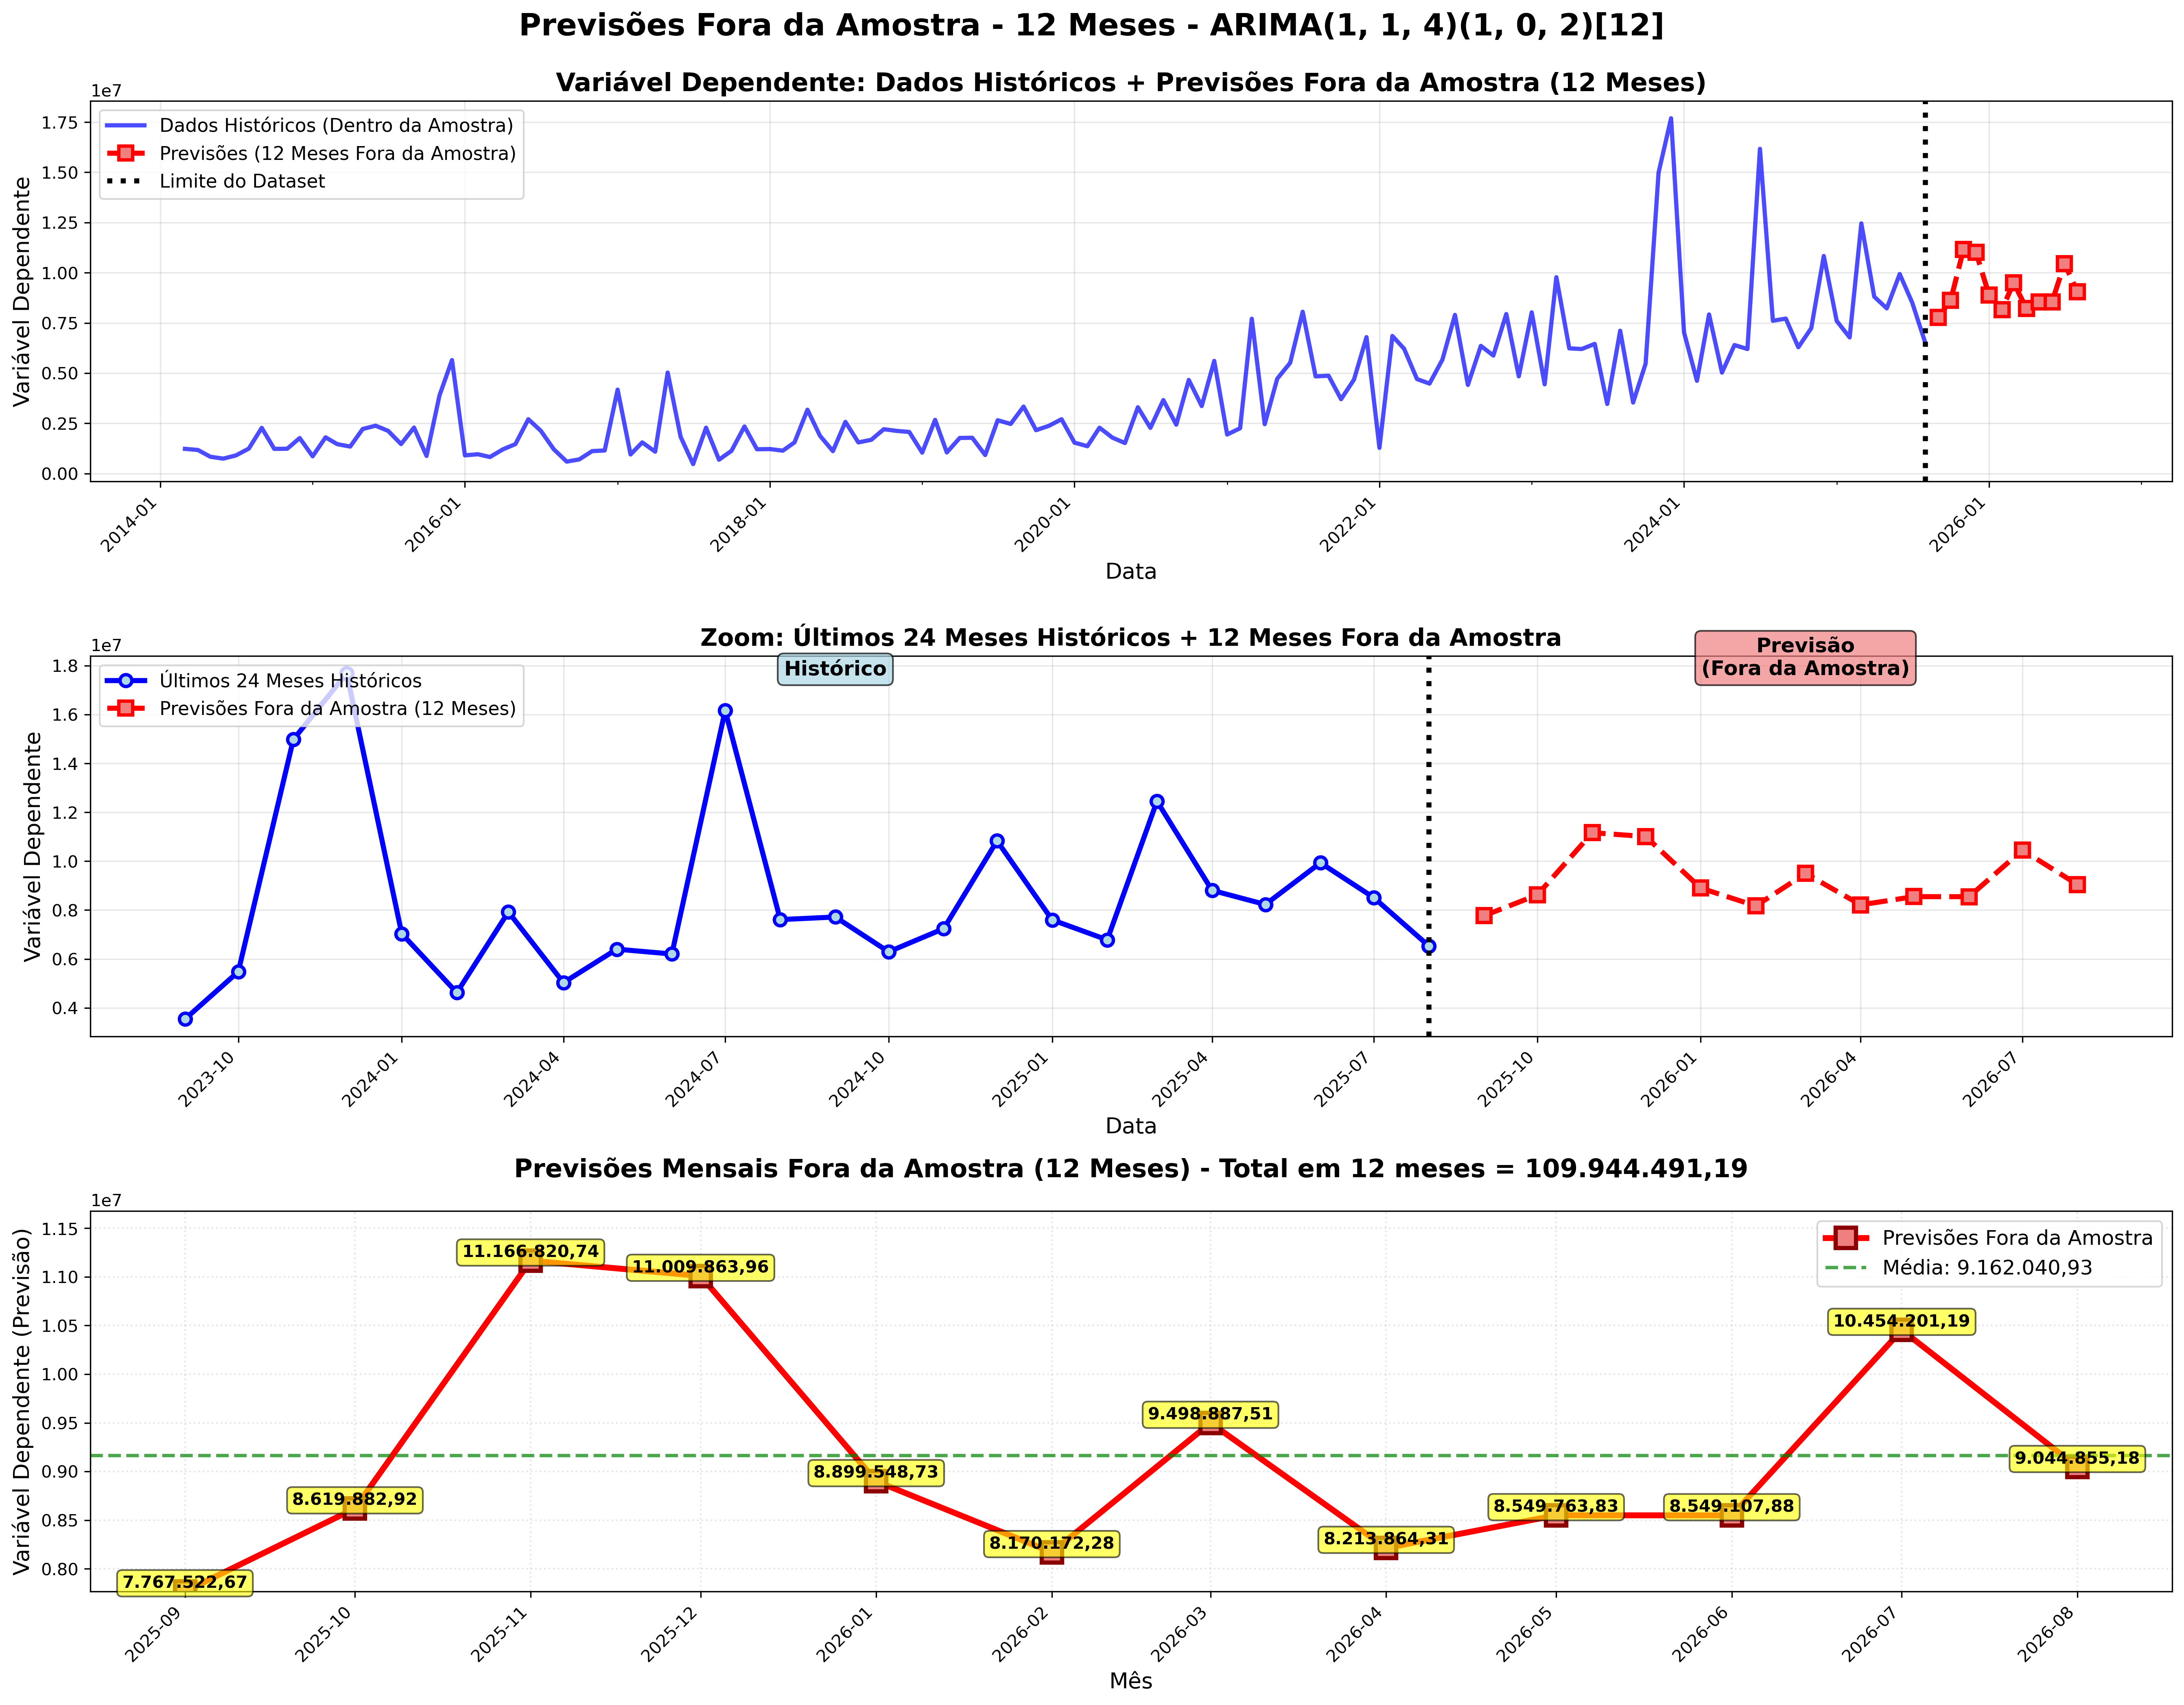 Previsões Fora da Amostra - 12 Meses - ARIMA(1, 1, 4)(1, 0, 2)[12]
Variável Dependente: Dados Históricos + Previsões Fora da Amostra (12 Meses)
1e7
Dados Históricos (Dentro da Amostra)
Previsões (12 Meses Fora da Amostra)
Limite do Dataset
Variável Dependente
1.75
1.50
1.25
1.00
0.75
0.50
0.25
0.00
2014-01
2016-01
2018-01
2020-01
2022-01
2024-01
2026-01
Data
Zoom: Últimos 24 Meses Históricos + 12 Meses Fora da Amostra
1e7
Últimos 24 Meses Históricos
Previsões Fora da Amostra (12 Meses)
Histórico
Previsão
(Fora da Amostra)
Variável Dependente
1.8
1.6
1.4
1.2
1.0
0.8
0.6
0.4
2023-10
2024-01
2024-04
2024-07
2024-10
2025-01
2025-04
2025-07
2025-10
2026-01
2026-04
2026-07
Data
Previsões Mensais Fora da Amostra (12 Meses) - Total em 12 meses = 109.944.491,19
1e7
Previsões Fora da Amostra
Média: 9.162.040,93
Variável Dependente (Previsão)
1.15
1.10
1.05
1.00
0.95
0.90
0.85
0.80
7.767.522,67
8.619.882,92
11.166.820,74
11.009.863,96
8.899.548,73
8.170.172,28
9.498.887,51
8.213.864,31
8.549.763,83
8.549.107,88
10.454.201,19
9.044.855,18
2025-09
2025-10
2025-11
2025-12
2026-01
2026-02
2026-03
2026-04
2026-05
2026-06
2026-07
2026-08
Mês